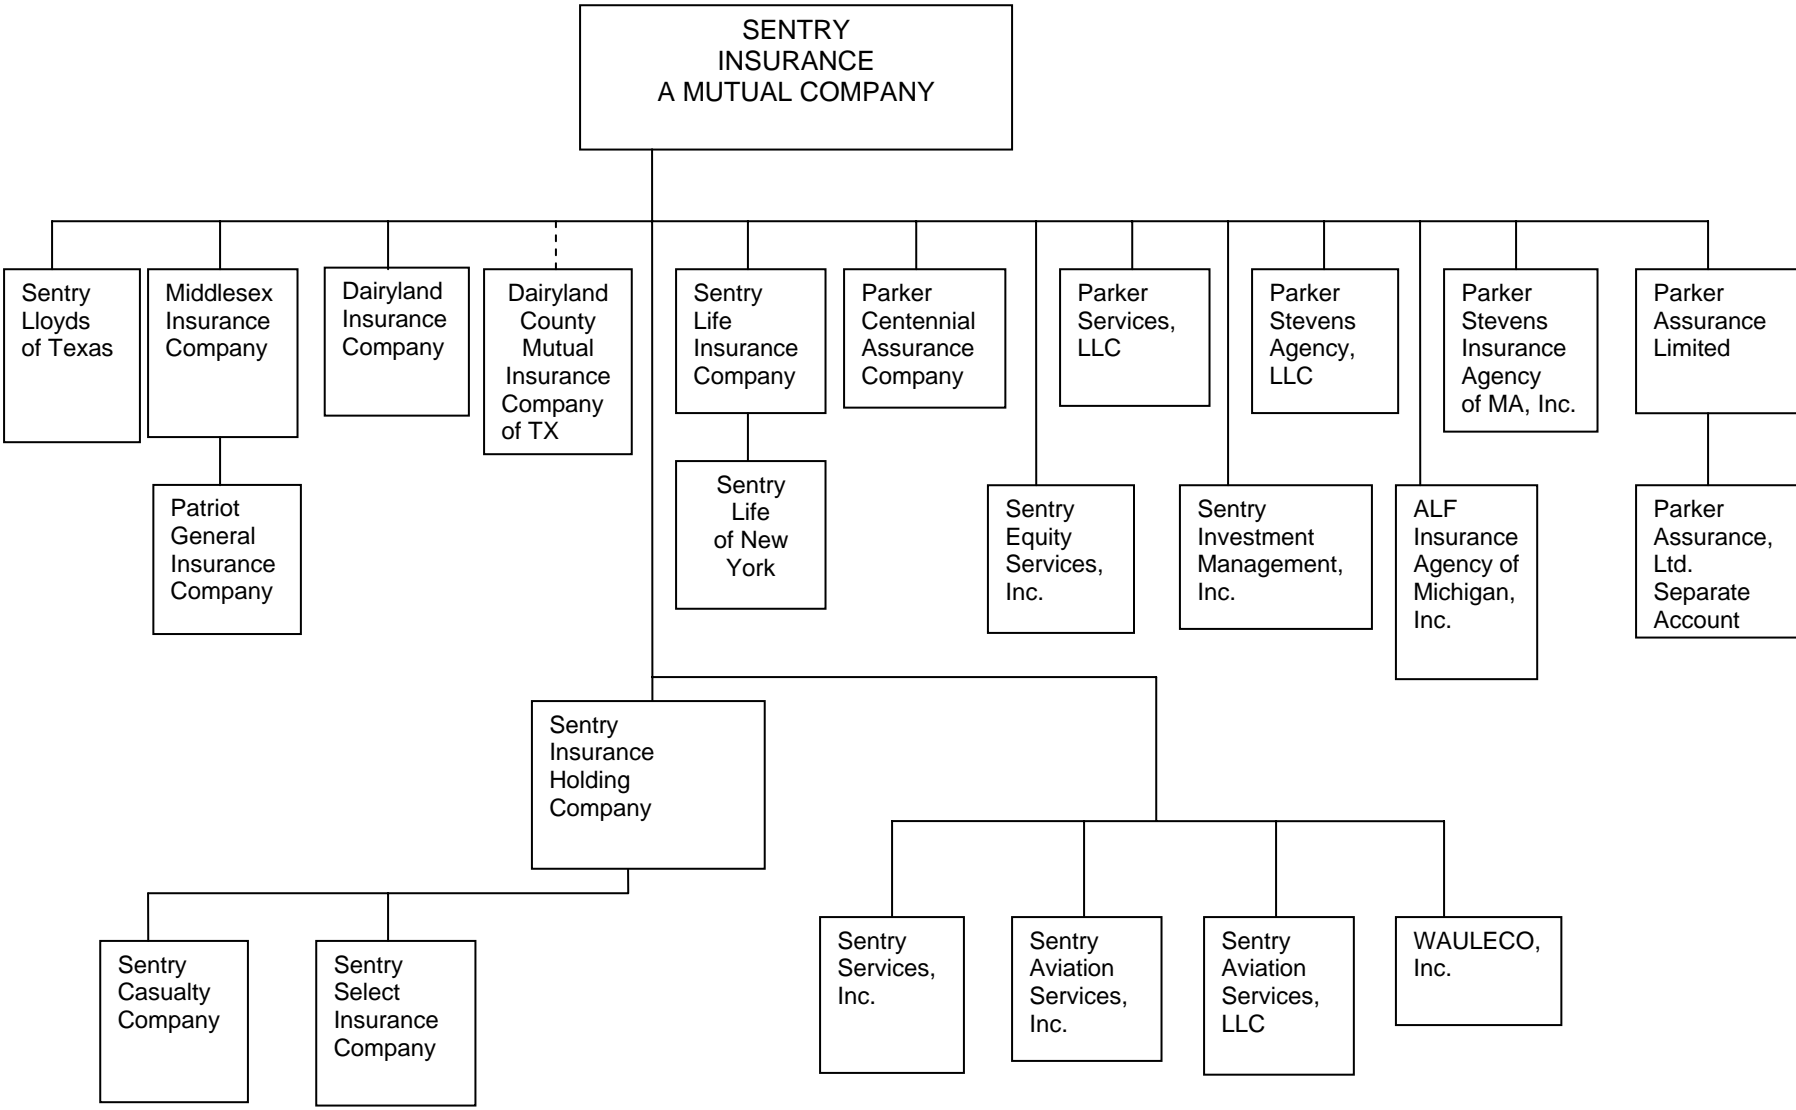 SENTRY
INSURANCE
A MUTUAL COMPANY
Sentry
Lloyds
of Texas
Middlesex
Insurance
Company
Dairyland
Insurance
Company
Dairyland
County
Mutual
Insurance
Company
of TX
Sentry
Life
Insurance
Company
Parker
Centennial
Assurance
Company
Parker
Services,
LLC
Parker
Stevens
Agency,
LLC
Parker
Stevens
Insurance
Agency
of MA, Inc.
Parker
Assurance
Limited
Patriot
General
Insurance
Company
Sentry
Life
of New
York
Sentry
Equity
Services,
Inc.
Sentry
Investment
Management,
Inc.
ALF
Insurance
Agency of
Michigan,
Inc.
Parker
Assurance,
Ltd.
Separate
Account
Sentry
Insurance
Holding
Company
Sentry
Casualty
Company
Sentry
Select
Insurance
Company
Sentry
Services,
Inc.
Sentry
Aviation
Services,
Inc.
Sentry
Aviation
Services,
LLC
WAULECO,
Inc.